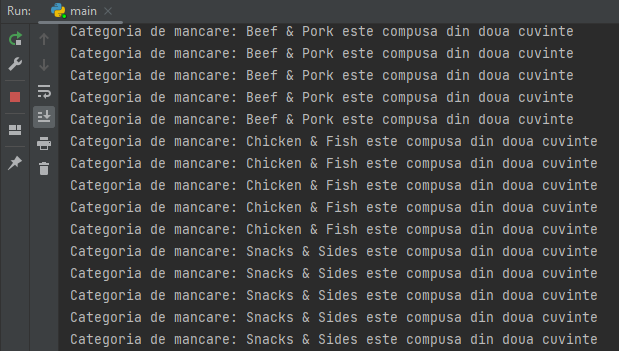 Run: main
Categoria de mancare: Beef & Pork este compusa din doua cuvinte
Categoria de mancare: Beef & Pork este compusa din doua cuvinte
Categoria de mancare: Beef & Pork este compusa din doua cuvinte
Categoria de mancare: Beef & Pork este compusa din doua cuvinte
Categoria de mancare: Beef & Pork este compusa din doua cuvinte
Categoria de mancare: Chicken & Fish este compusa din doua cuvinte
Categoria de mancare: Chicken & Fish este compusa din doua cuvinte
Categoria de mancare: Chicken & Fish este compusa din doua cuvinte
Categoria de mancare: Chicken & Fish este compusa din doua cuvinte
Categoria de mancare: Chicken & Fish este compusa din doua cuvinte
Categoria de mancare: Snacks & Sides este compusa din doua cuvinte
Categoria de mancare: Snacks & Sides este compusa din doua cuvinte
Categoria de mancare: Snacks & Sides este compusa din doua cuvinte
Categoria de mancare: Snacks & Sides este compusa din doua cuvinte
Categoria de mancare: Snacks & Sides este compusa din doua cuvinte